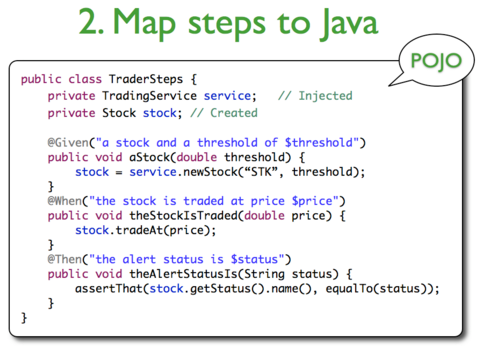 2. Map steps to Java
POJO
public class TraderSteps {
    private TradingService service;   // Injected
    private Stock stock; // Created

    @Given("a stock and a threshold of $threshold")
    public void aStock(double threshold) {
        stock = service.newStock(“STK”, threshold);
    }
    @When("the stock is traded at price $price")
    public void theStockIsTraded(double price) {
        stock.tradeAt(price);
    }
    @Then("the alert status is $status")
    public void theAlertStatusIs(String status) {
        assertThat(stock.getStatus().name(), equalTo(status));
    }
}